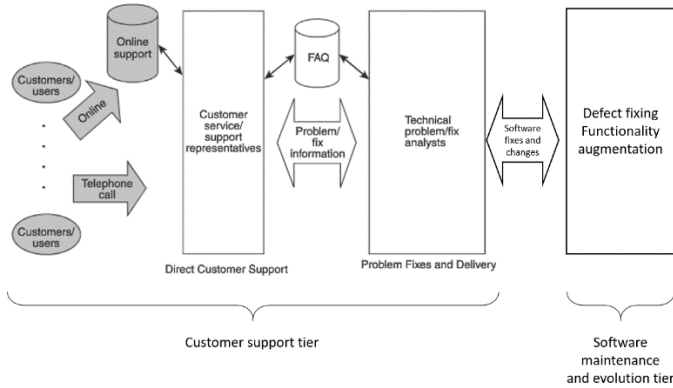 Online
support
FAQ
Customers/
users
Online
Customer
service/
support
representatives
Problem/
fix
information
Technical
problem/fix
analysts
Software
fixes and
changes
Defect fixing
Functionality
augmentation
Telephone
call
Customers/
users
Direct Customer Support
Problem Fixes and Delivery
Customer support tier
Software
maintenance
and evolution tier